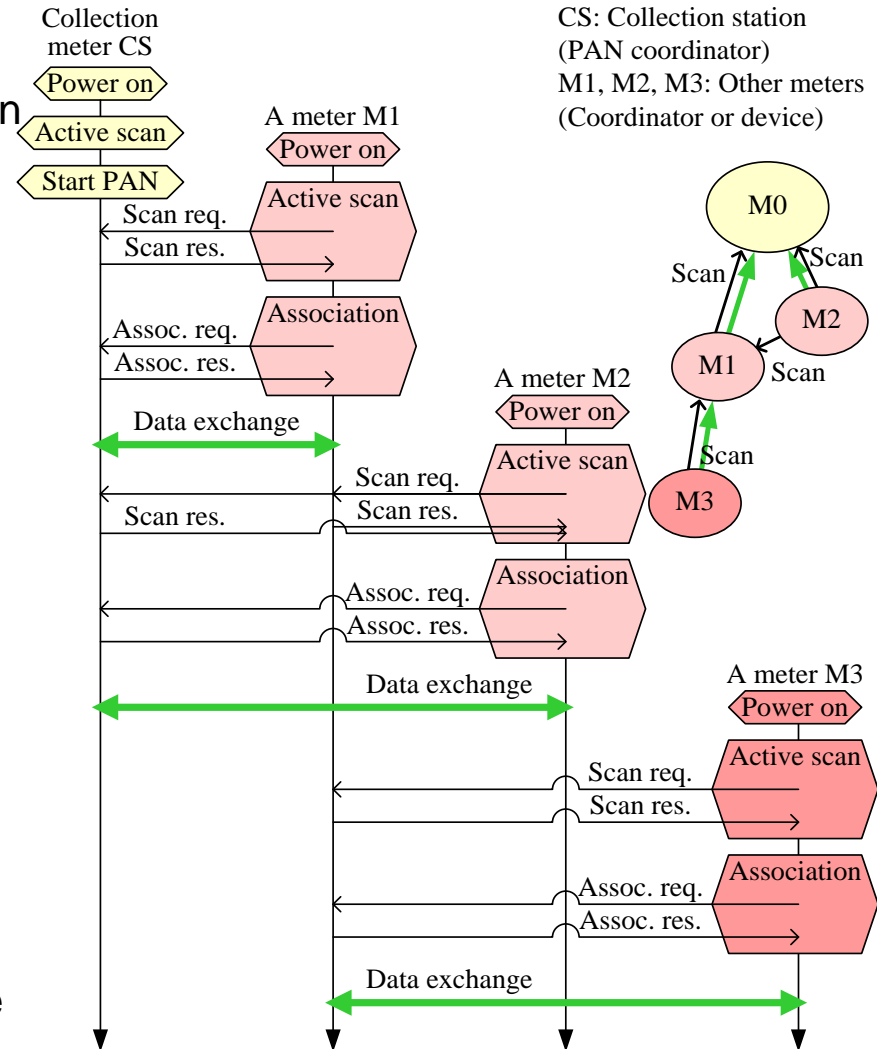 Collection
meter CS
CS: Collection station
(PAN coordinator)
M1, M2, M3: Other meters
(Coordinator or device)
Power on
n
Active scan
A meter M1
Power on
Start PAN
Active scan
Scan req.
Scan res.
M0
Scan
Scan
Association
Assoc. req.
Assoc. res.
M2
M1
Scan
A meter M2
Power on
Data exchange
Active scan
Scan req.
Scan res.
Scan res.
Scan
M3
Association
Assoc. req.
Assoc. res.
A meter M3
Data exchange
Power on
Active scan
Scan req.
Scan res.
Association
Assoc. req.
Assoc. res.
Data exchange
e